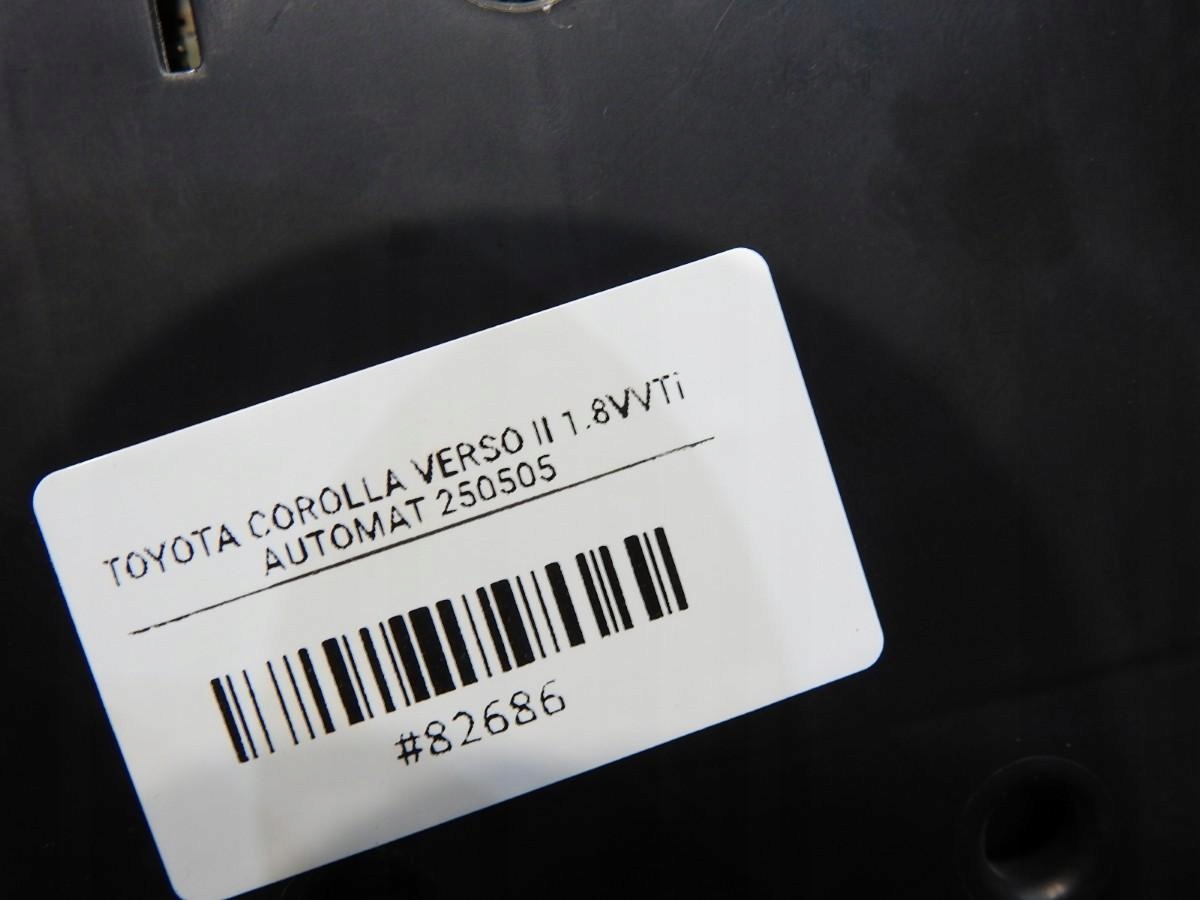 TOYOTA COROLLA VERSO II 1.8VVTi
AUTOMAT 250505
#82686